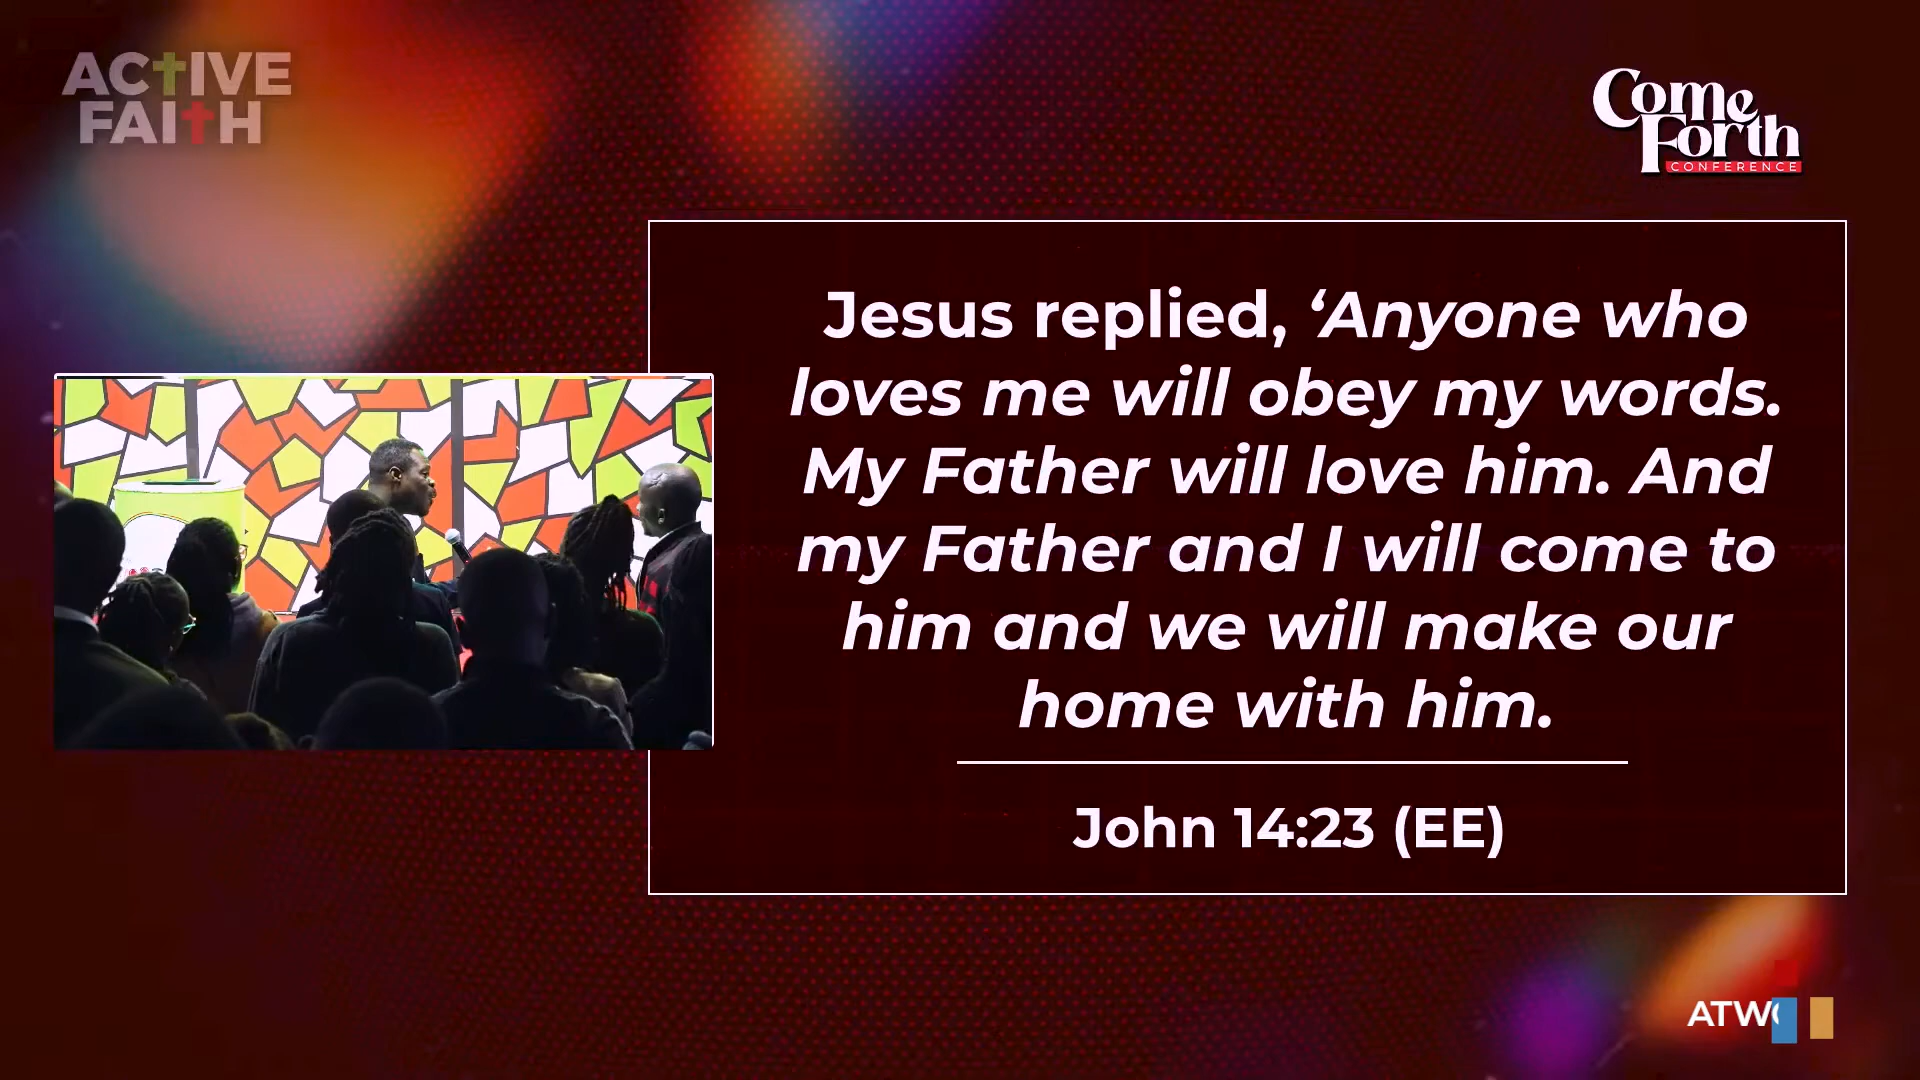 ACTIVE
FAITH
Come
Forth
CONFERENCE
Jesus replied, ‘Anyone who
loves me will obey my words.
My Father will love him. And
my Father and I will come to
him and we will make our
home with him.
John 14:23 (EE)